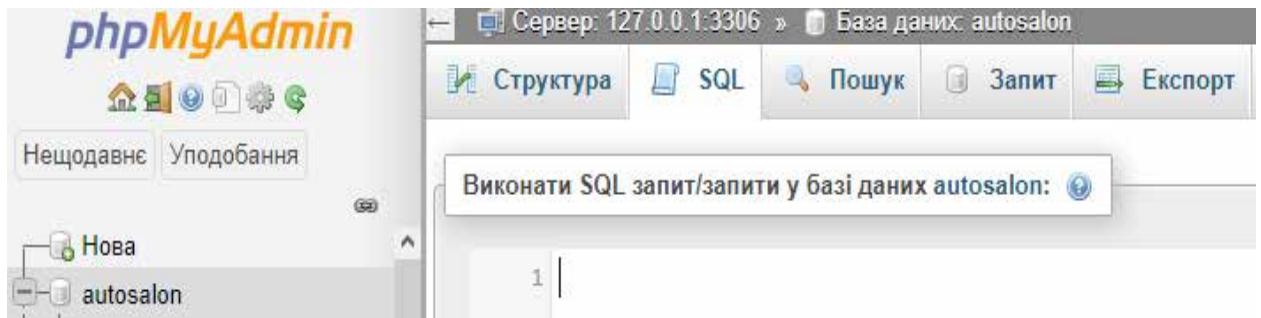 phpMyAdmin
Нещодавнє Уподобання
Нова
autosalon
← Сервер: 127.0.0.1:3306 » База даних: autosalon
Структура SQL Пошук Запит Експорт
Виконати SQL запит/запити у базі даних autosalon:
1